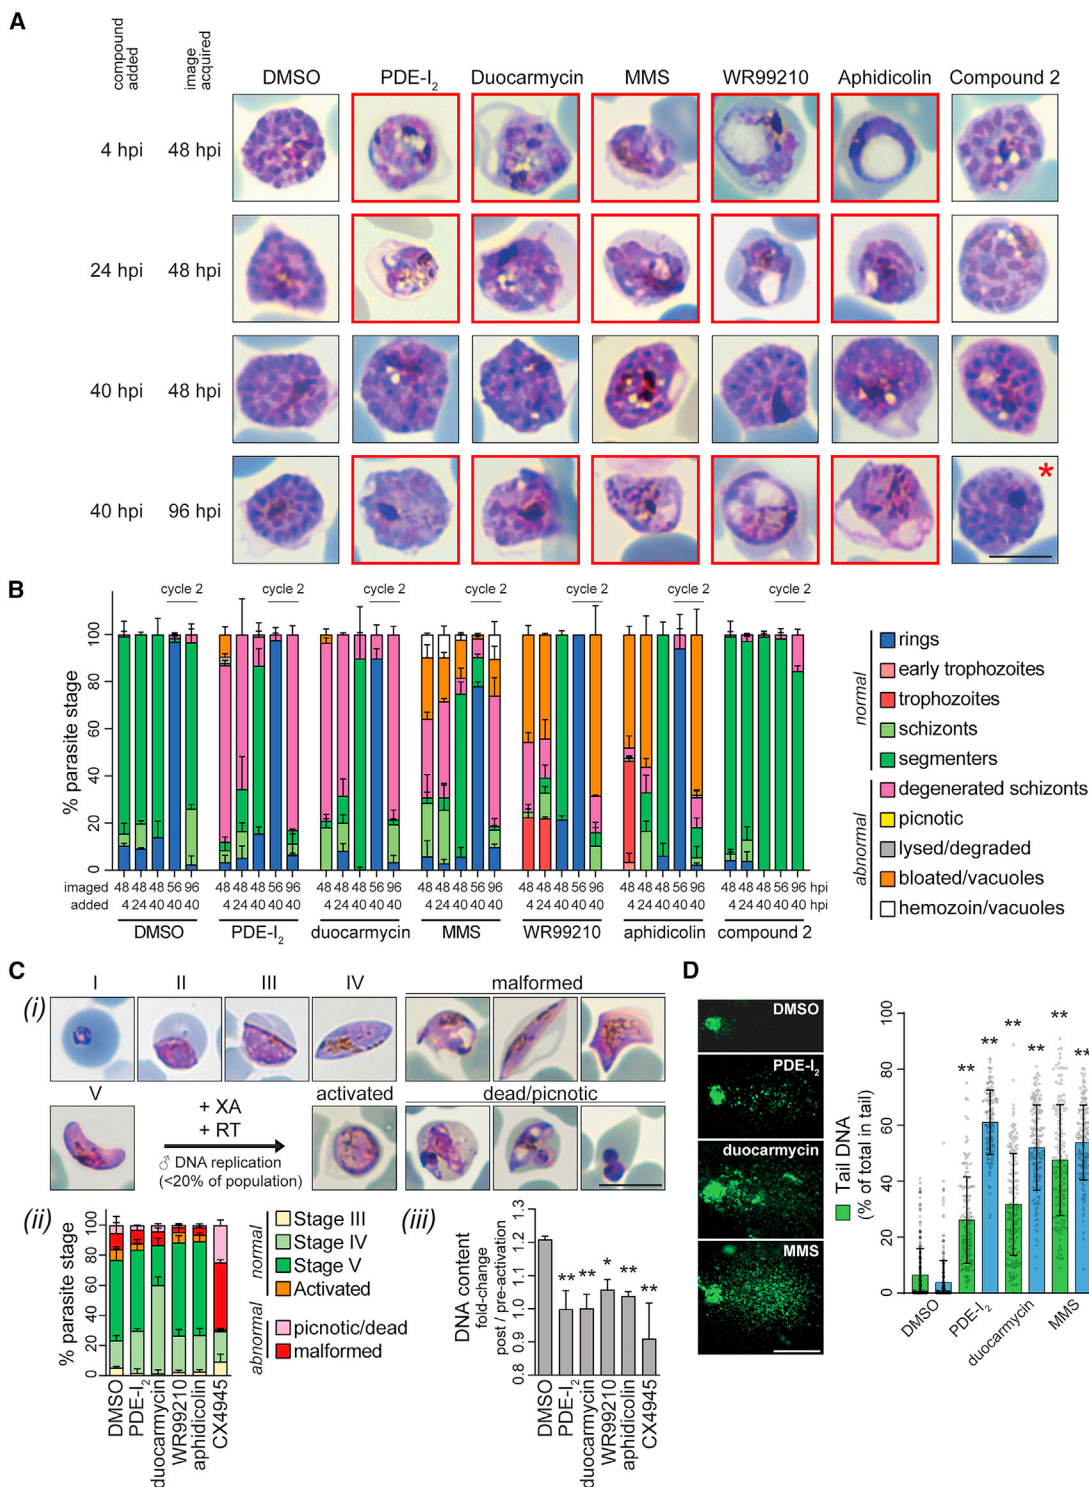 A
compound added
image acquired
DMSO PDE-I2 Duocarmycin MMS WR99210 Aphidicolin Compound 2
4 hpi 48 hpi
24 hpi 48 hpi
40 hpi 48 hpi
40 hpi 96 hpi
*
B
cycle 2 cycle 2 cycle 2 cycle 2 cycle 2 cycle 2 cycle 2
% parasite stage
100
80
60
40
20
0
imaged 48 48 48 56 96 48 48 48 56 96 48 48 48 56 96 48 48 48 56 96 48 48 48 56 96 48 48 48 56 96 48 48 48 56 96 hpi
added 4 24 40 40 40 4 24 40 40 40 4 24 40 40 40 4 24 40 40 40 4 24 40 40 40 4 24 40 40 40 4 24 40 40 40 hpi
DMSO PDE-I2 duocarmycin MMS WR99210 aphidicolin compound 2
normal
rings
early trophozoites
trophozoites
schizonts
segmenters
abnormal
degenerated schizonts
picnotic
lysed/degraded
bloated/vacuoles
hemozoin/vacuoles
C
(i)
I II III IV malformed
V
+ XA
+ RT
♂ DNA replication
(<20% of population)
activated dead/picnotic
(ii)
% parasite stage
100
80
60
40
20
0
DMSO
PDE-I2
duocarmycin
WR99210
aphidicolin
CX4945
normal
Stage III
Stage IV
Stage V
Activated
abnormal
picnotic/dead
malformed
(iii)
DNA content
fold-change
post / pre-activation
1.3
1.2
1.1
1.0
0.9
0.8
** ** * ** **
DMSO
PDE-I2
duocarmycin
WR99210
aphidicolin
CX4945
D
DMSO
PDE-I2
duocarmycin
MMS
Tail DNA
(% of total in tail)
100
80
60
40
20
0
** ** ** ** ** **
DMSO
PDE-I2
duocarmycin
MMS